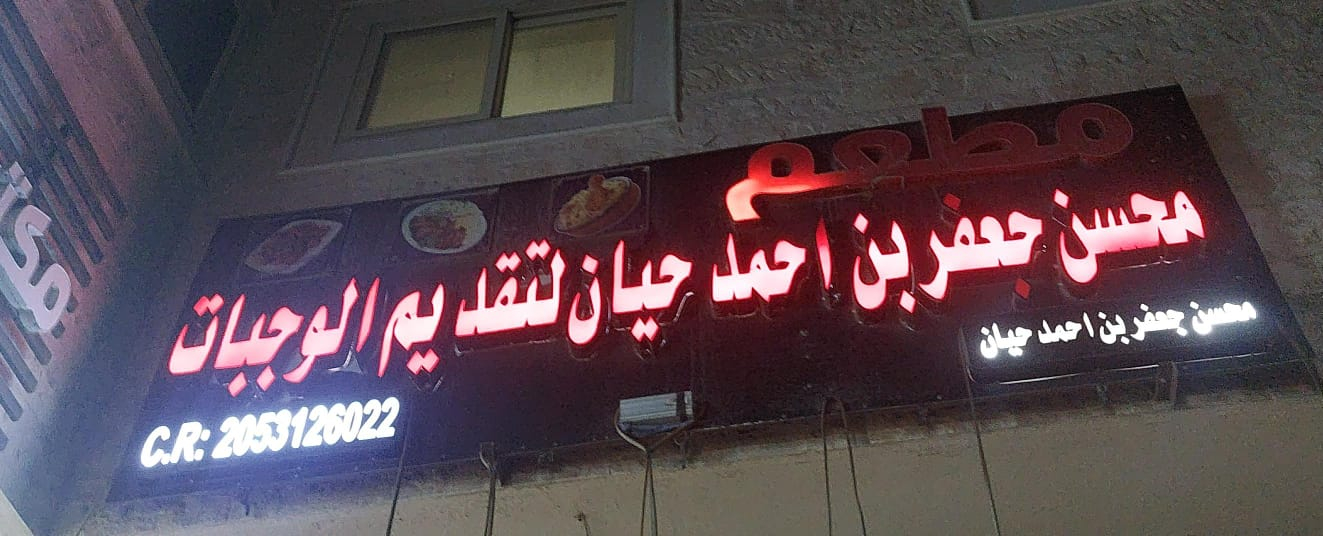 مطعم
محسن جعفر بن احمد حيان لتقديم الوجبات
محسن جعفر بن احمد حيان
C.R: 2053126022